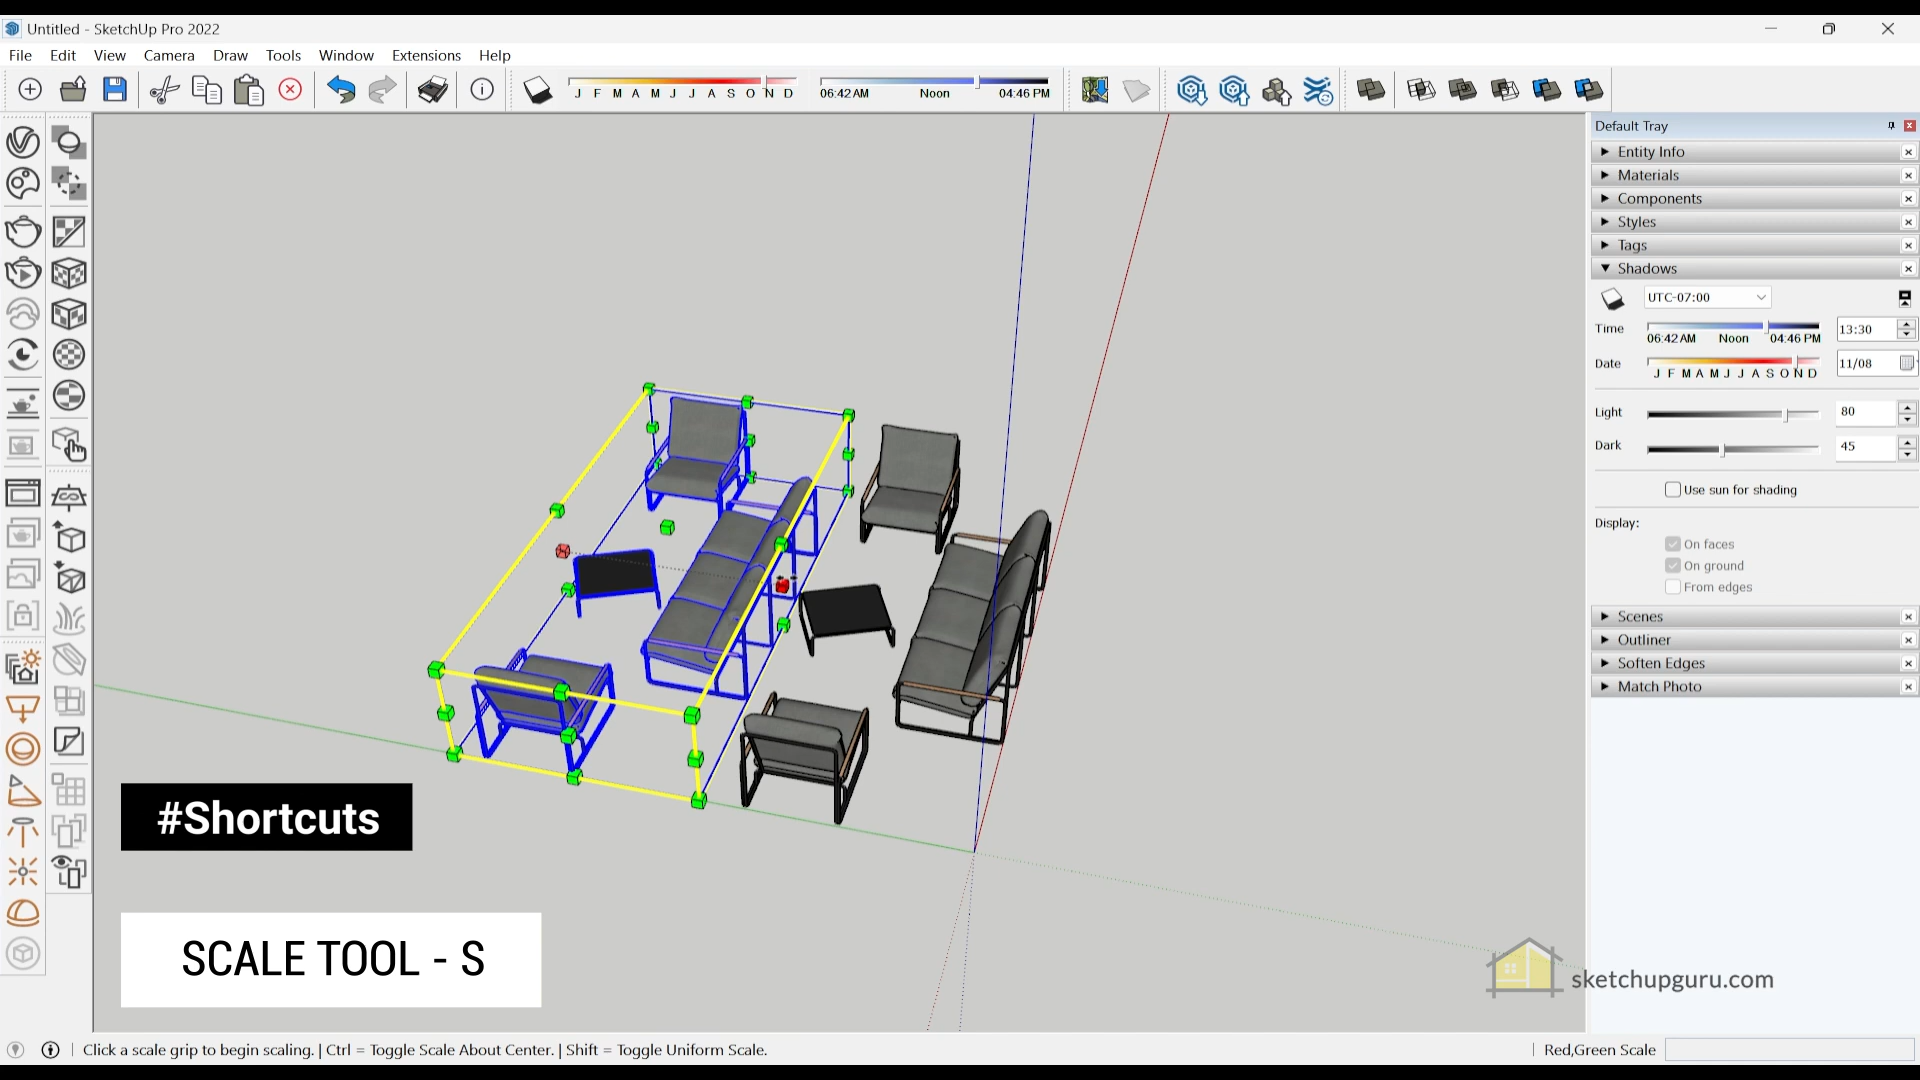 Untitled - SketchUp Pro 2022
File Edit View Camera Draw Tools Window Extensions Help
J F M A M J J A S O N D
06:42 AM Noon 04:46 PM
Default Tray
Entity Info
Materials
Components
Styles
Tags
Shadows
UTC-07:00
Time 13:30
06:42 AM Noon 04:46 PM
Date 11/08
J F M A M J J A S O N D
Light 80
Dark 45
Use sun for shading
Display:
On faces
On ground
From edges
Scenes
Outliner
Soften Edges
Match Photo
#Shortcuts
SCALE TOOL - S
sketchupguru.com
Click a scale grip to begin scaling. | Ctrl = Toggle Scale About Center. | Shift = Toggle Uniform Scale.
Red,Green Scale